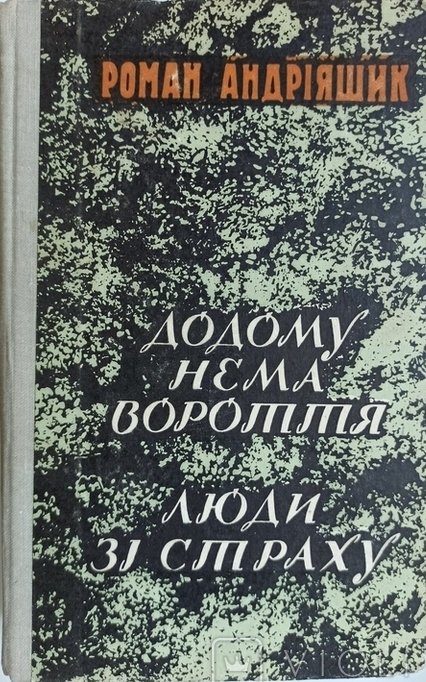 РОМАН АНДРІЯШИК
ДОДОМУ
НЕМА
ВОРОТТЯ
ЛЮДИ
ЗІ СТРАХУ